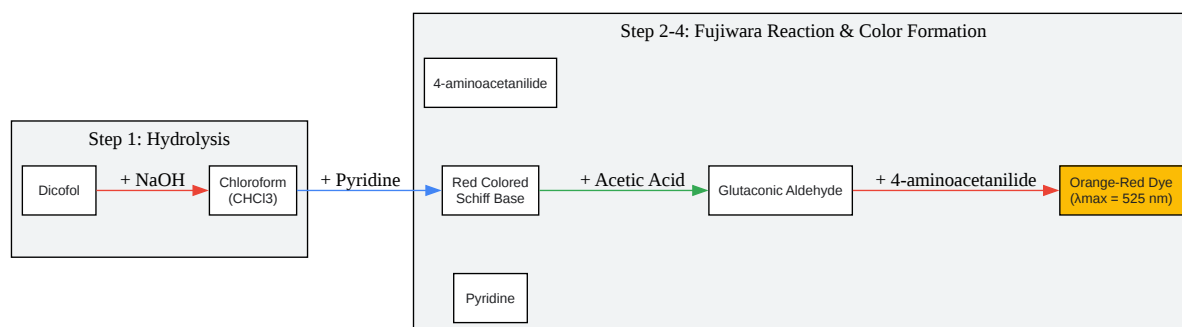 Step 2-4: Fujiwara Reaction & Color Formation
4-aminoacetanilide
Step 1: Hydrolysis
Dicofol
+ NaOH
Chloroform
(CHCl3)
+ Pyridine
Red Colored
Schiff Base
+ Acetic Acid
Glutaconic Aldehyde
+ 4-aminoacetanilide
Orange-Red Dye
(λmax = 525 nm)
Pyridine